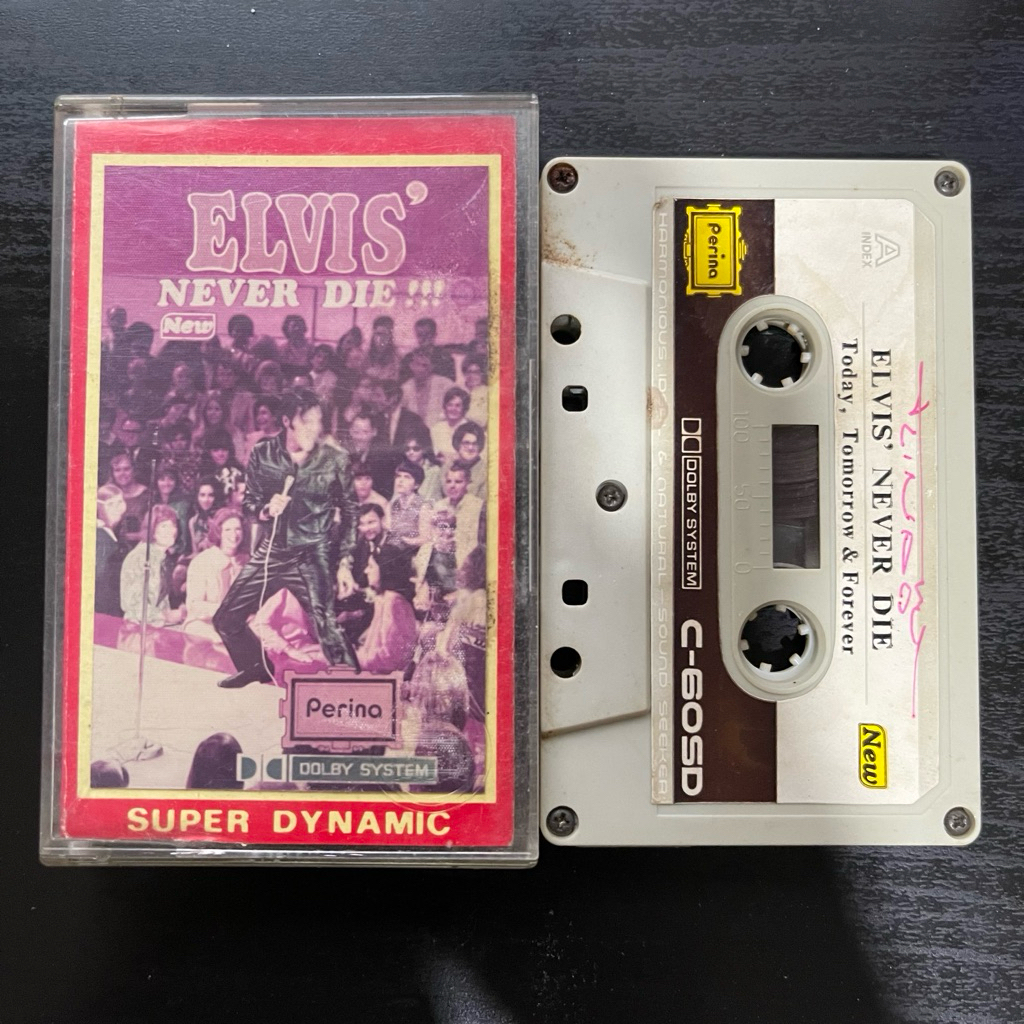 ELVIS'
NEVER DIE!!!
New
Perina
DOLBY SYSTEM
SUPER DYNAMIC
A
INDEX
ELVIS' NEVER DIE
Today, Tomorrow & Forever
New
100 50 0
Perina
DOLBY SYSTEM
C-60SD
HARMONIOUS & NATURAL SOUND SEEKER